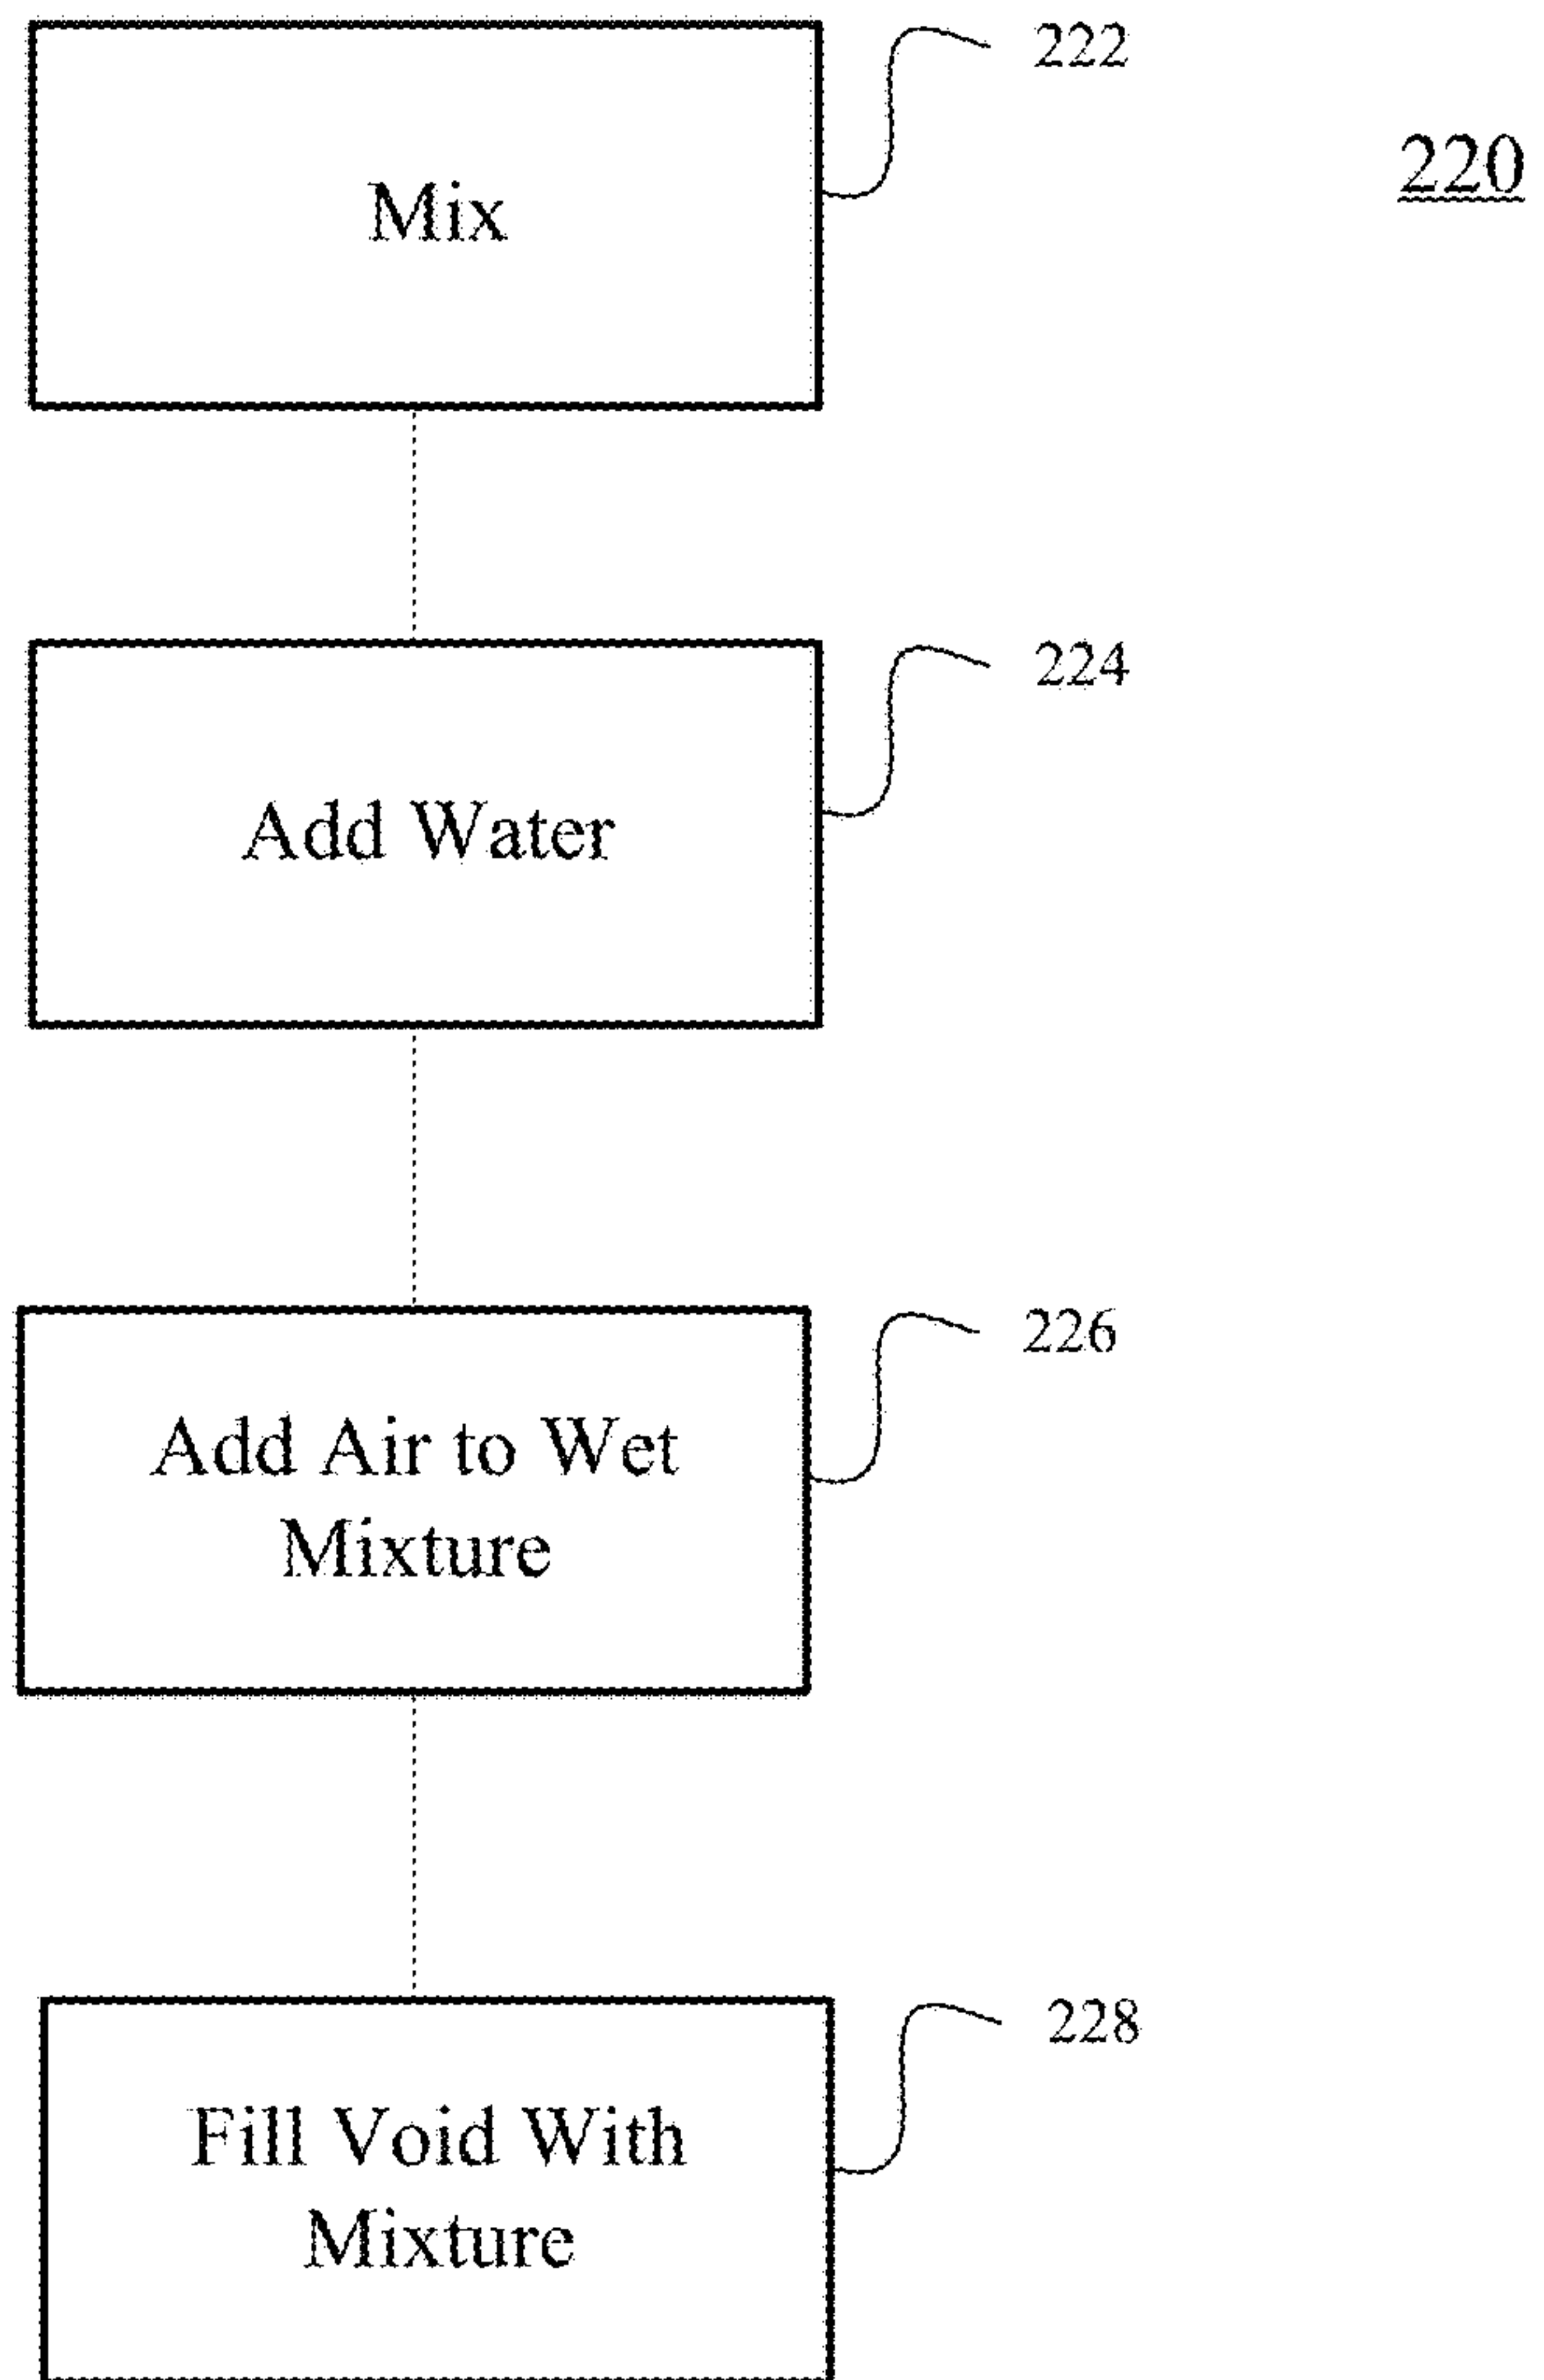 222
220
Mix
224
Add Water
226
Add Air to Wet
Mixture
228
Fill Void With
Mixture